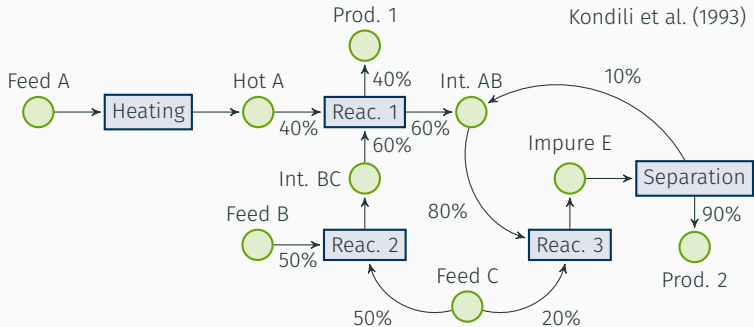 Prod. 1
Kondili et al. (1993)
Feed A
Hot A
40%
Int. AB
10%
Heating
Reac. 1
40%
60%
60%
Impure E
Int. BC
Separation
Feed B
80%
90%
50%
Reac. 2
Reac. 3
Feed C
Prod. 2
50%
20%